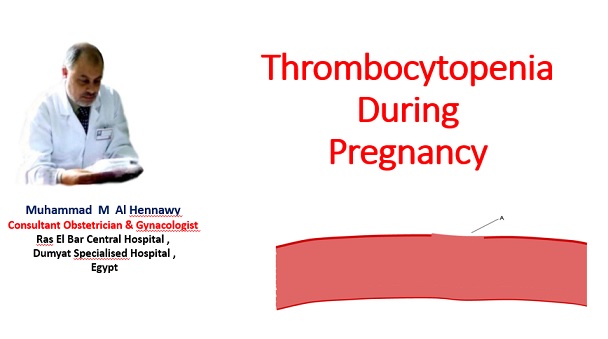 Thrombocytopenia
During
Pregnancy
Muhammad M Al Hennawy
Consultant Obstetrician & Gynacologist
Ras El Bar Central Hospital ,
Dumyat Specialised Hospital ,
Egypt
A